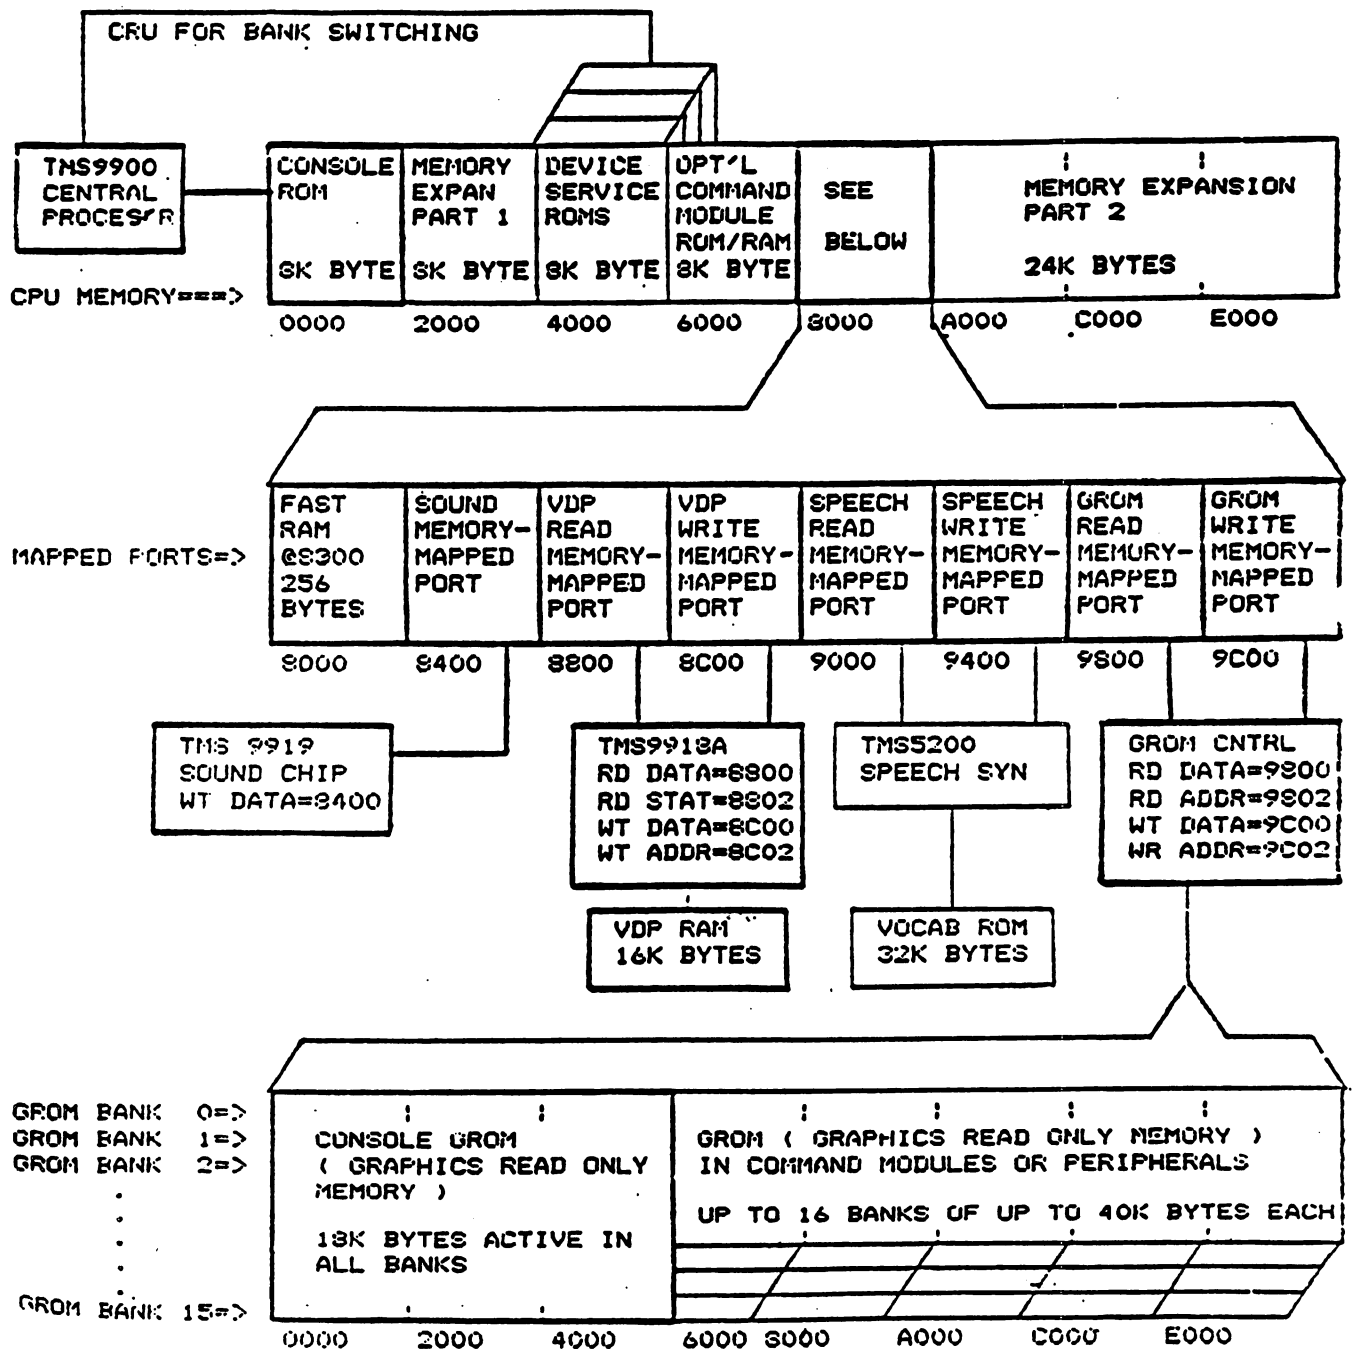 CRU FOR BANK SWITCHING
TMS9900
CENTRAL
PROCES'R
CONSOLE
ROM
8K BYTE
MEMORY
EXPAN
PART 1
8K BYTE
DEVICE
SERVICE
ROMS
8K BYTE
OPT'L
COMMAND
MODULE
ROM/RAM
8K BYTE
SEE
BELOW
MEMORY EXPANSION
PART 2
24K BYTES
CPU MEMORY===>
0000 2000 4000 6000 8000 A000 C000 E000
MAPPED PORTS=>
FAST
RAM
@8300
256
BYTES
SOUND
MEMORY-
MAPPED
PORT
VDP
READ
MEMORY-
MAPPED
PORT
VDP
WRITE
MEMORY-
MAPPED
PORT
SPEECH
READ
MEMORY-
MAPPED
PORT
SPEECH
WRITE
MEMORY-
MAPPED
PORT
GROM
READ
MEMORY-
MAPPED
PORT
GROM
WRITE
MEMORY-
MAPPED
PORT
8000 8400 8800 8C00 9000 9400 9800 9C00
TMS 9919
SOUND CHIP
WT DATA=8400
TMS9918A
RD DATA=8800
RD STAT=8802
WT DATA=8C00
WT ADDR=8C02
TMS5200
SPEECH SYN
GROM CNTRL
RD DATA=9800
RD ADDR=9802
WT DATA=9C00
WR ADDR=9C02
VDP RAM
16K BYTES
VOCAB ROM
32K BYTES
GROM BANK 0=>
GROM BANK 1=>
GROM BANK 2=>
GROM BANK 15=>
CONSOLE GROM
( GRAPHICS READ ONLY
MEMORY )
18K BYTES ACTIVE IN
ALL BANKS
GROM ( GRAPHICS READ ONLY MEMORY )
IN COMMAND MODULES OR PERIPHERALS
UP TO 16 BANKS OF UP TO 40K BYTES EACH
0000 2000 4000 6000 8000 A000 C000 E000